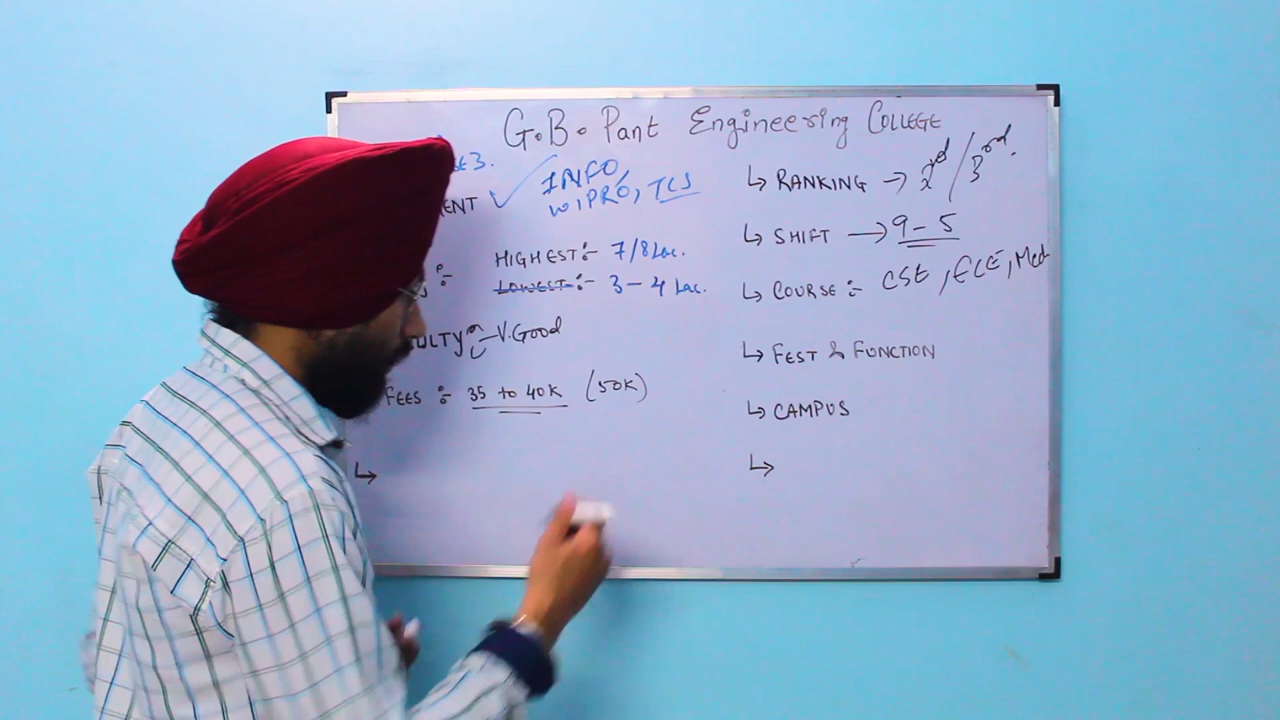 G.B. Pant Engineering COLLEGE
E3.
ENT ✓ INFO,
WIPRO, TCS
HIGHEST:- 7/8 Lac.
LOWEST:- 3 - 4 Lac.
ULTY :- V. GOOD
FEES :- 35 to 40K (50K)
↳
↳ RANKING → 2nd / 3rd.
↳ SHIFT → 9 - 5
↳ COURSE :- CSE, ECE, Med
↳ FEST & FUNCTION
↳ CAMPUS
↳